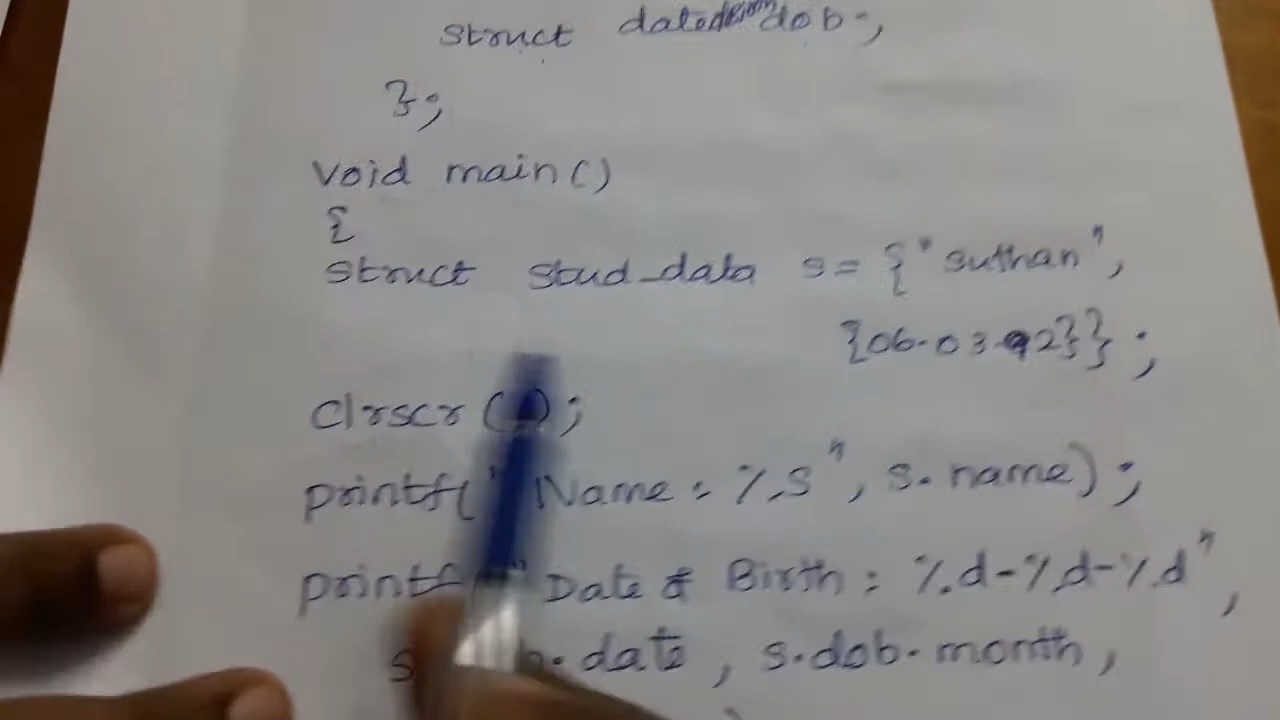 struct dob;
};
void main()
{
struct stud_data s= {"suthan",
{06-03-92}};
clrscr();
printf(" Name: %s", s.name);
printf("Date of Birth: %d-%d-%d",
.date, s.dob.month,